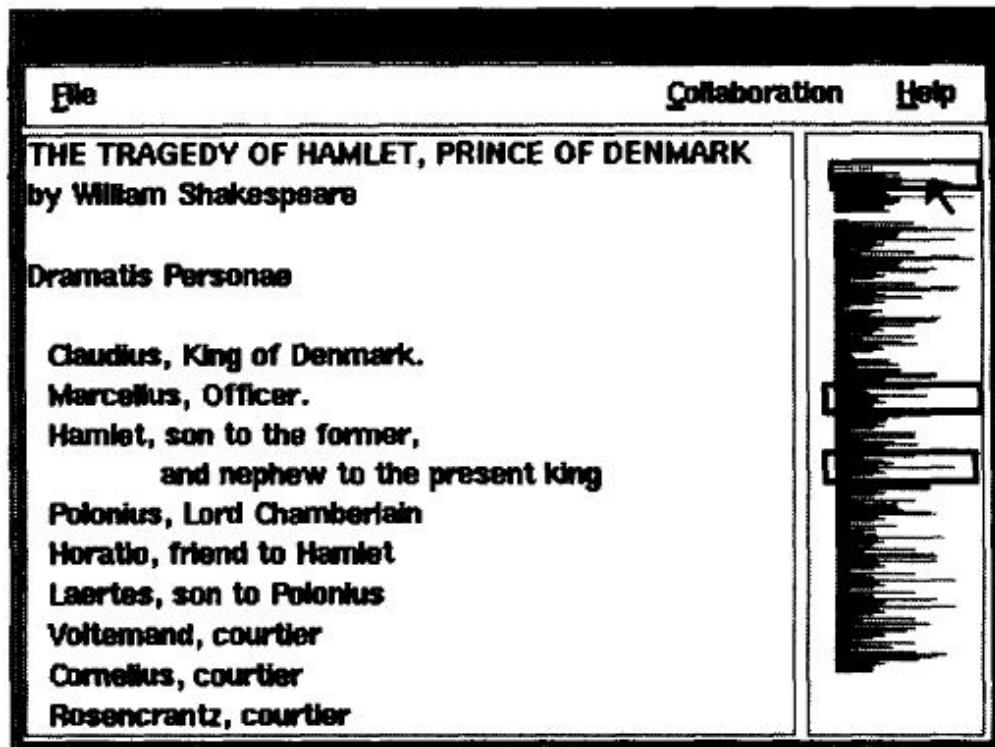 File Collaboration Help
THE TRAGEDY OF HAMLET, PRINCE OF DENMARK
by William Shakespeare
Dramatis Personae
Claudius, King of Denmark.
Marcellus, Officer.
Hamlet, son to the former,
and nephew to the present king
Polonius, Lord Chamberlain
Horatio, friend to Hamlet
Laertes, son to Polonius
Voltemand, courtier
Cornelius, courtier
Rosencrantz, courtier